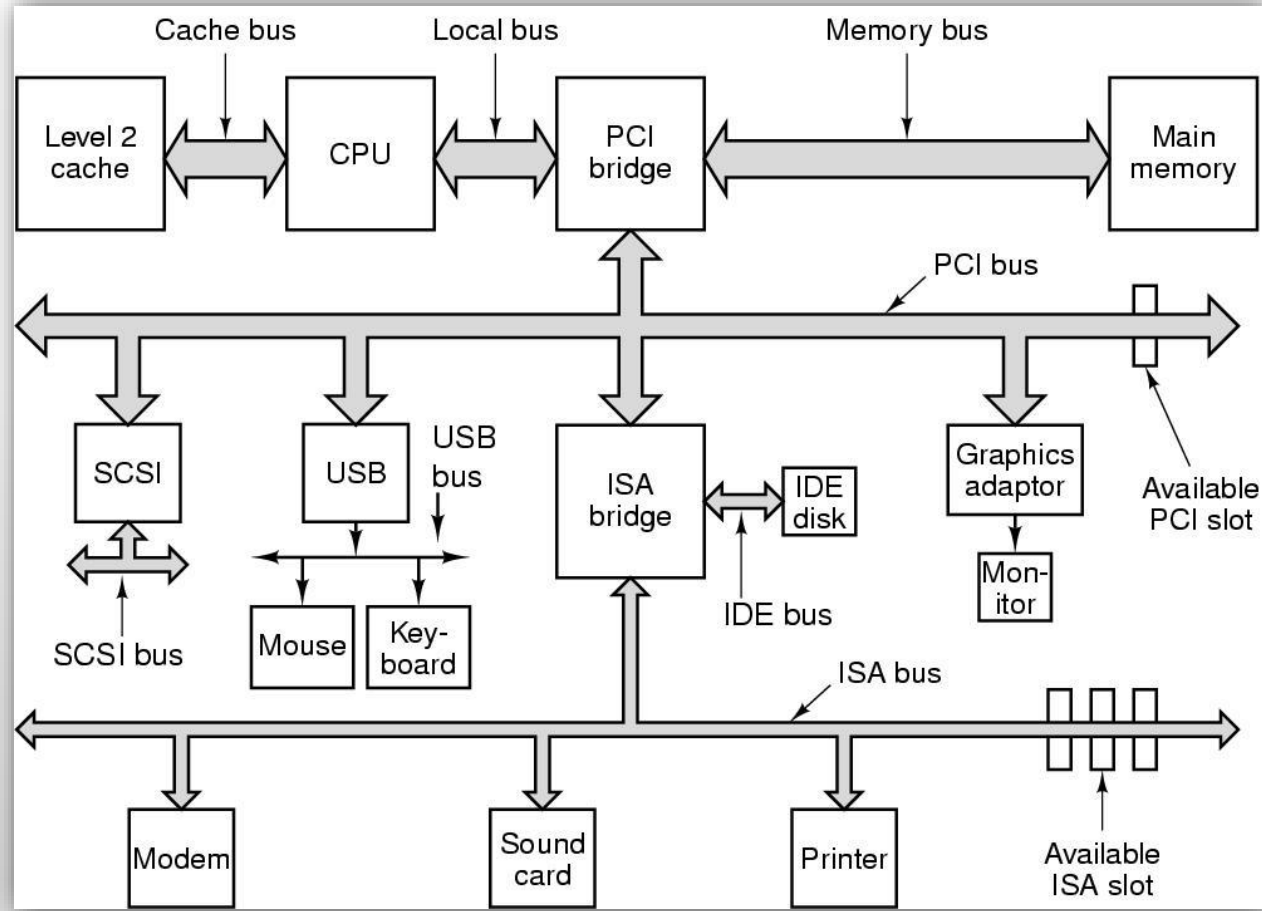 Cache bus
Local bus
Memory bus
Level 2
cache
CPU
PCI
bridge
Main
memory
PCI bus
SCSI
USB
USB
bus
ISA
bridge
IDE
disk
Graphics
adaptor
Available
PCI slot
Mon-
itor
SCSI bus
Mouse
Key-
board
IDE bus
ISA bus
Modem
Sound
card
Printer
Available
ISA slot